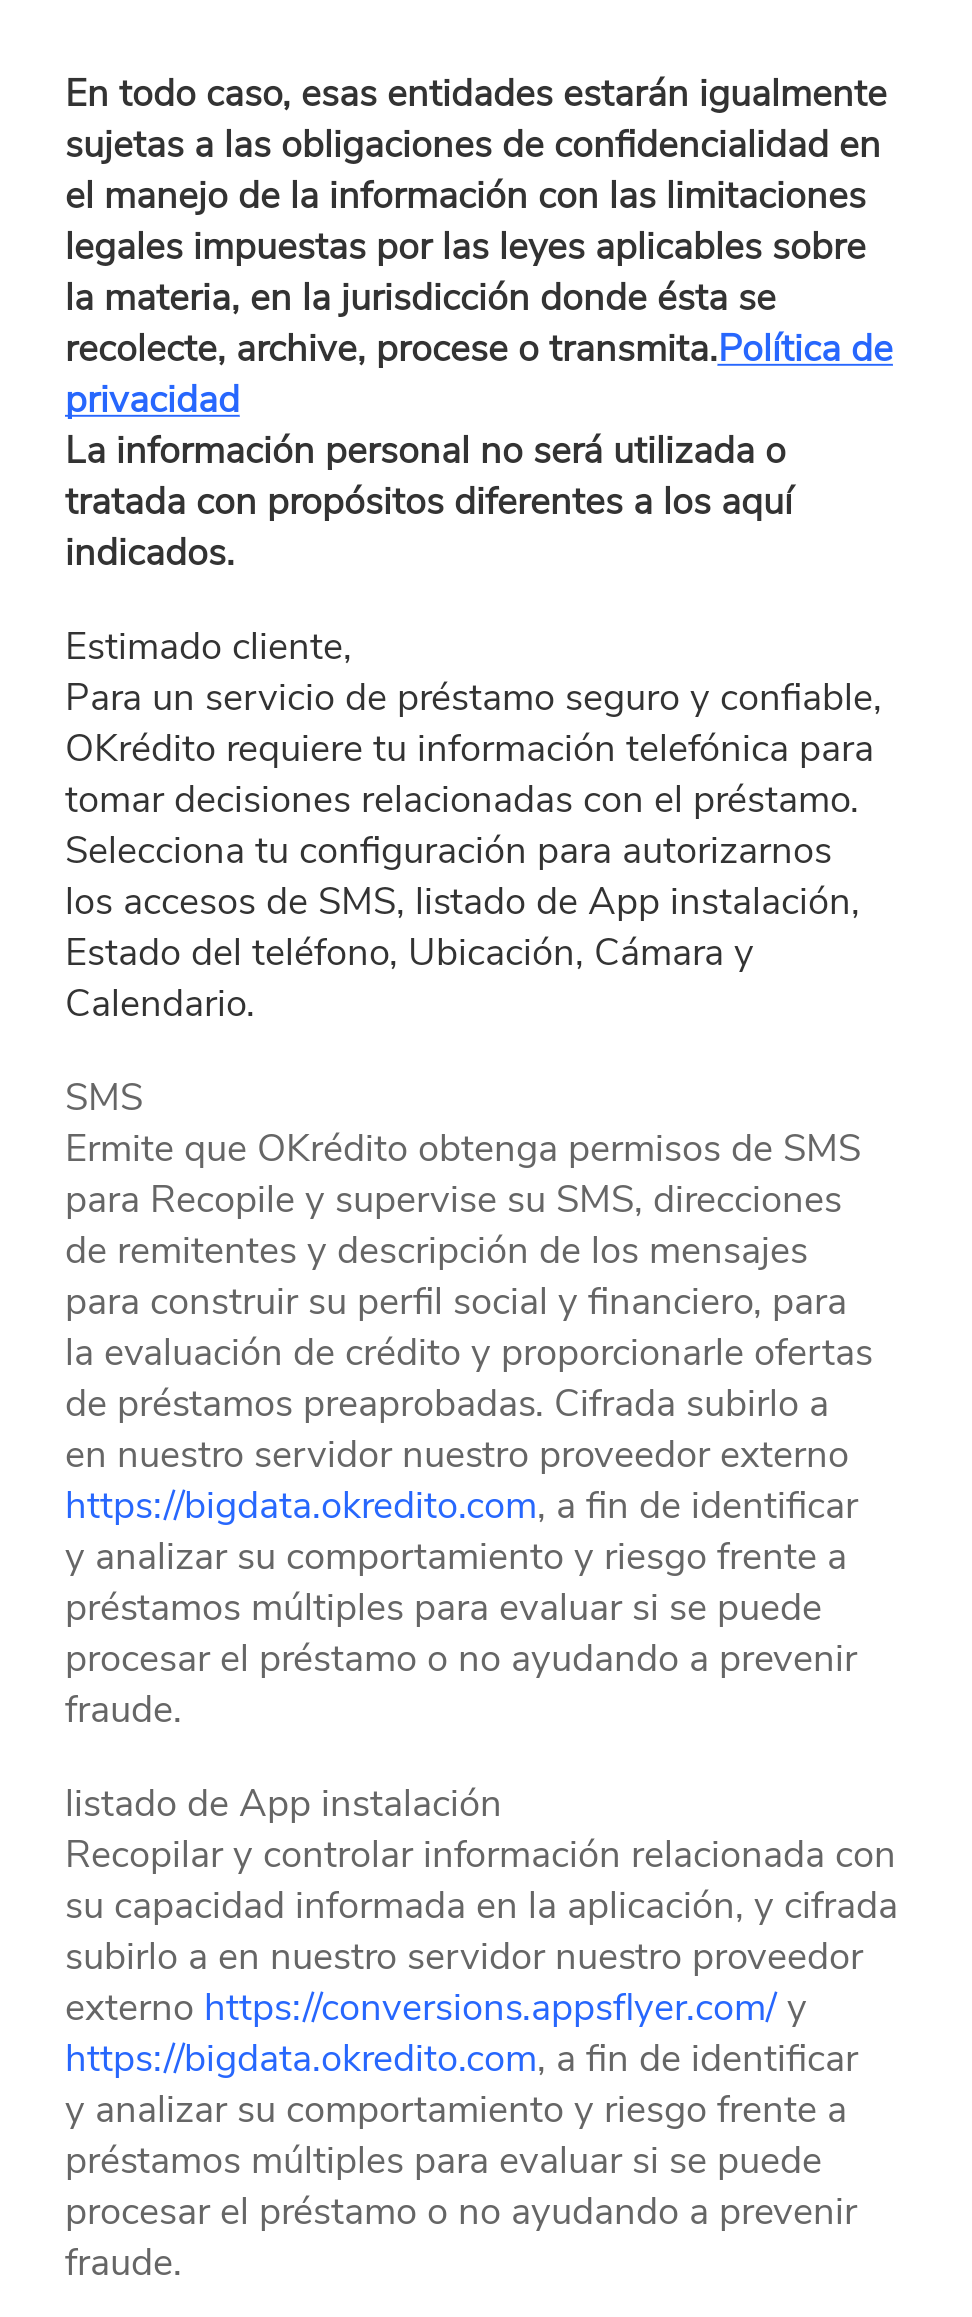 En todo caso, esas entidades estarán igualmente
sujetas a las obligaciones de confidencialidad en
el manejo de la información con las limitaciones
legales impuestas por las leyes aplicables sobre
la materia, en la jurisdicción donde ésta se
recolecte, archive, procese o transmita.Política de
privacidad
La información personal no será utilizada o
tratada con propósitos diferentes a los aquí
indicados.
Estimado cliente,
Para un servicio de préstamo seguro y confiable,
OKrédito requiere tu información telefónica para
tomar decisiones relacionadas con el préstamo.
Selecciona tu configuración para autorizarnos
los accesos de SMS, listado de App instalación,
Estado del teléfono, Ubicación, Cámara y
Calendario.
SMS
Ermite que OKrédito obtenga permisos de SMS
para Recopile y supervise su SMS, direcciones
de remitentes y descripción de los mensajes
para construir su perfil social y financiero, para
la evaluación de crédito y proporcionarle ofertas
de préstamos preaprobadas. Cifrada subirlo a
en nuestro servidor nuestro proveedor externo
https://bigdata.okredito.com, a fin de identificar
y analizar su comportamiento y riesgo frente a
préstamos múltiples para evaluar si se puede
procesar el préstamo o no ayudando a prevenir
fraude.
listado de App instalación
Recopilar y controlar información relacionada con
su capacidad informada en la aplicación, y cifrada
subirlo a en nuestro servidor nuestro proveedor
externo https://conversions.appsflyer.com/ y
https://bigdata.okredito.com, a fin de identificar
y analizar su comportamiento y riesgo frente a
préstamos múltiples para evaluar si se puede
procesar el préstamo o no ayudando a prevenir
fraude.